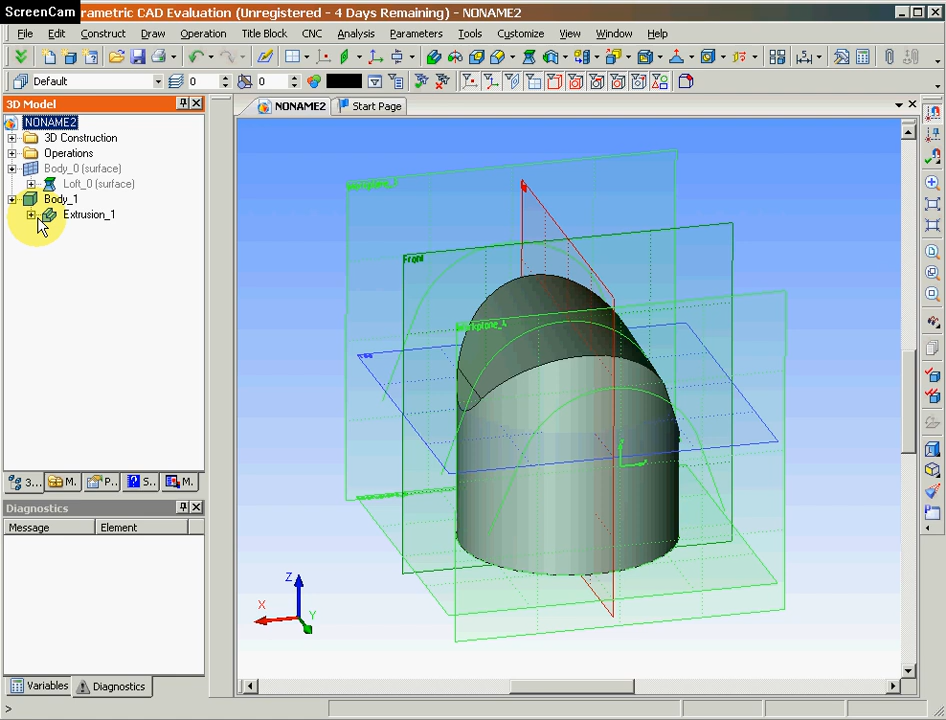 ScreenCam
rametric CAD Evaluation (Unregistered - 4 Days Remaining) - NONAME2
File Edit Construct Draw Operation Title Block CNC Analysis Parameters Tools Customize View Window Help
Default 0 0
3D Model
NONAME2 Start Page
NONAME2
3D Construction
Operations
Body_0 (surface)
Loft_0 (surface)
Body_1
Extrusion_1
Front
Workplane_4
3... M. P.. S.. M.
Diagnostics
Message Element
Z
X
Y
Variables Diagnostics
>